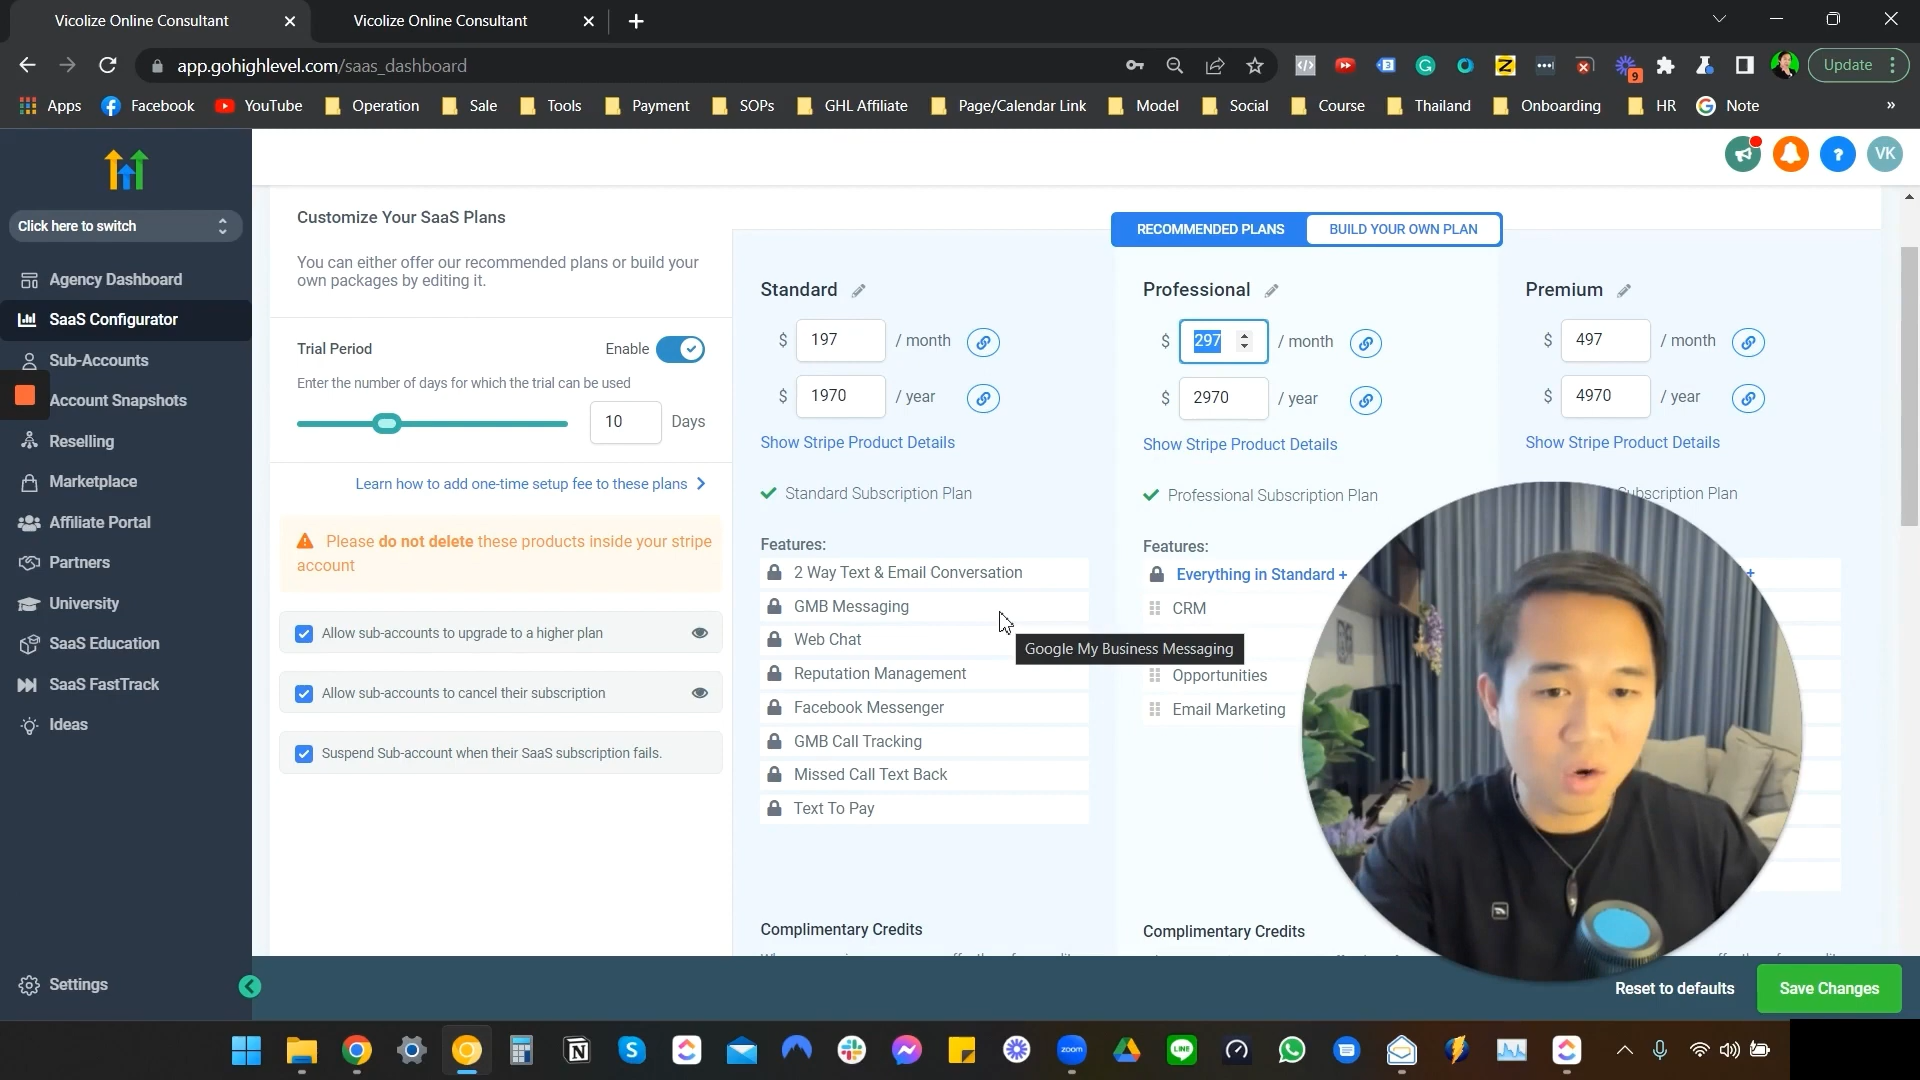 Vicolize Online Consultant
Vicolize Online Consultant
app.gohighlevel.com/saas_dashboard
Update
9
Apps
Facebook
YouTube
Operation
Sale
Tools
Payment
SOPs
GHL Affiliate
Page/Calendar Link
Model
Social
Course
Thailand
Onboarding
HR
Note
»
VK
Click here to switch
Agency Dashboard
SaaS Configurator
Sub-Accounts
Account Snapshots
Reselling
Marketplace
Affiliate Portal
Partners
University
SaaS Education
SaaS FastTrack
Ideas
Settings
Customize Your SaaS Plans
You can either offer our recommended plans or build your
own packages by editing it.
Trial Period
Enable
Enter the number of days for which the trial can be used
10 Days
Learn how to add one-time setup fee to these plans
Please do not delete these products inside your stripe
account
Allow sub-accounts to upgrade to a higher plan
Allow sub-accounts to cancel their subscription
Suspend Sub-account when their SaaS subscription fails.
RECOMMENDED PLANS
BUILD YOUR OWN PLAN
Standard
$ 197 / month
$ 1970 / year
Show Stripe Product Details
Standard Subscription Plan
Features:
2 Way Text & Email Conversation
GMB Messaging
Web Chat
Reputation Management
Facebook Messenger
GMB Call Tracking
Missed Call Text Back
Text To Pay
Complimentary Credits
Google My Business Messaging
Professional
$ 297 / month
$ 2970 / year
Show Stripe Product Details
Professional Subscription Plan
Features:
Everything in Standard +
CRM
Opportunities
Email Marketing
Complimentary Credits
Premium
$ 497 / month
$ 4970 / year
Show Stripe Product Details
Subscription Plan
+
Reset to defaults
Save Changes
zoom
LINE